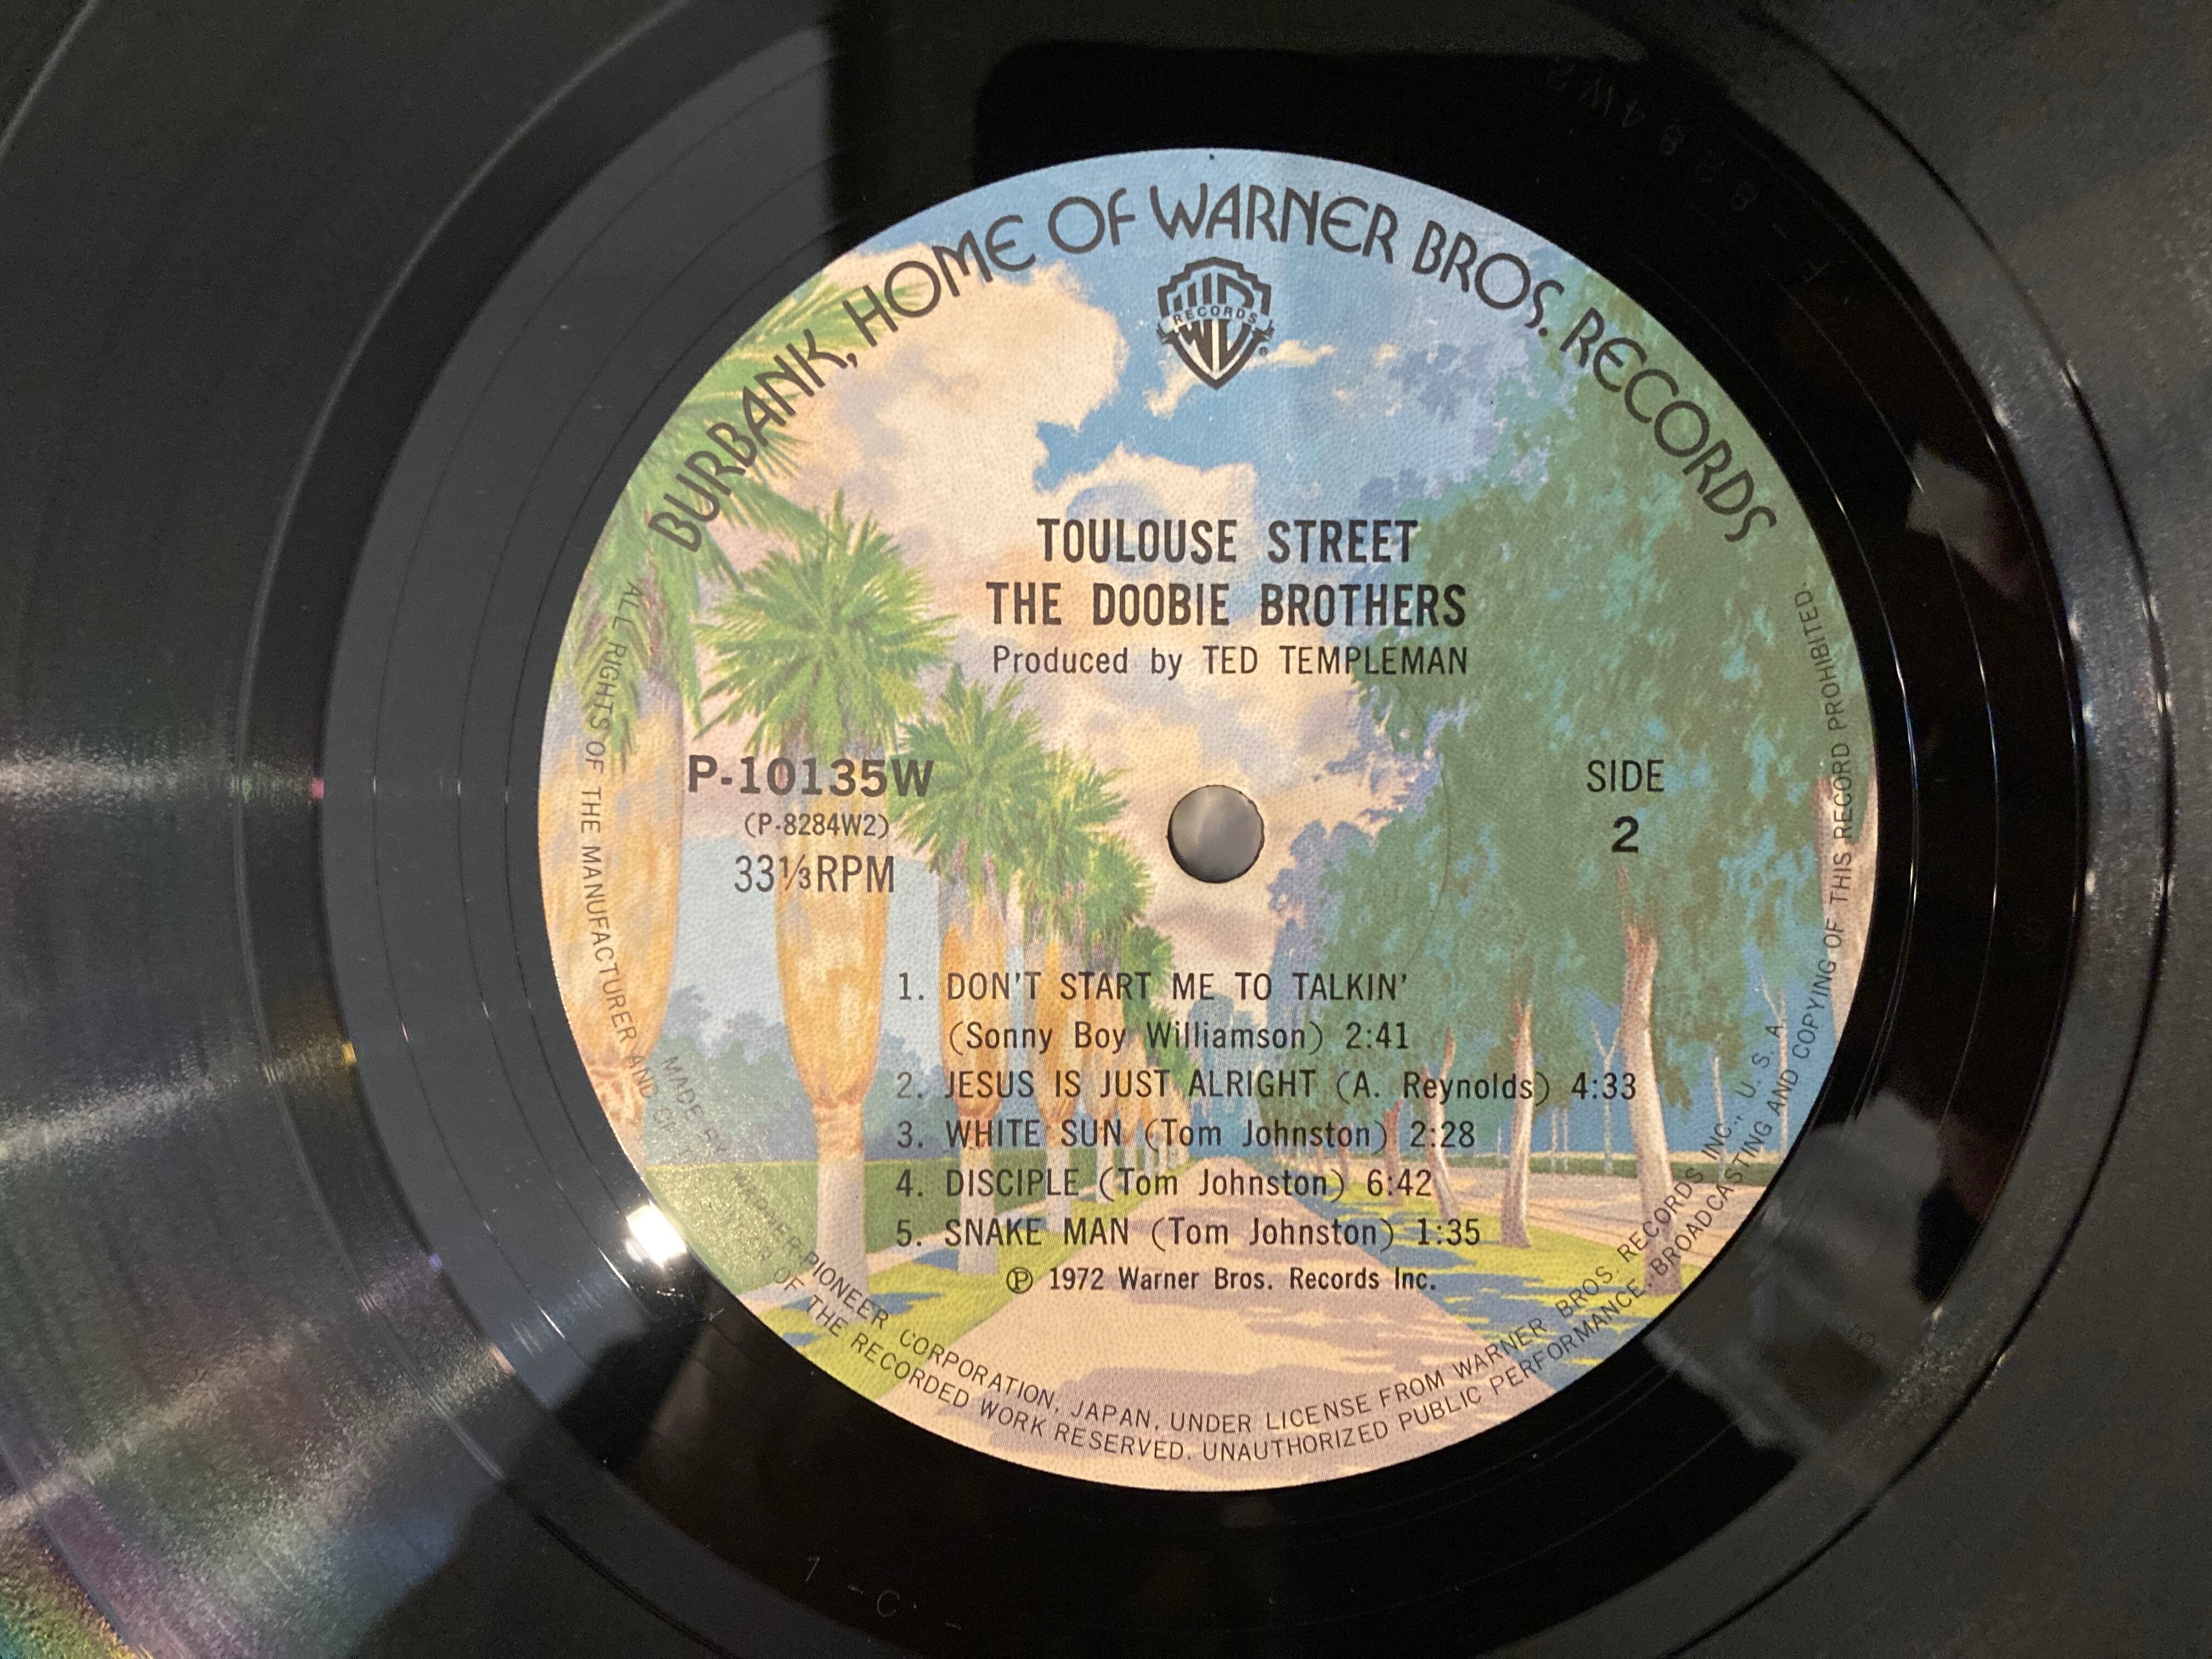 BURBANK, HOME OF WARNER BROS. RECORDS
RECORDS
TOULOUSE STREET
THE DOOBIE BROTHERS
Produced by TED TEMPLEMAN
P-10135W
(P-8284W2)
33⅓RPM
SIDE
2
1. DON'T START ME TO TALKIN'
(Sonny Boy Williamson) 2:41
2. JESUS IS JUST ALRIGHT (A. Reynolds) 4:33
3. WHITE SUN (Tom Johnston) 2:28
4. DISCIPLE (Tom Johnston) 6:42
5. SNAKE MAN (Tom Johnston) 1:35
Ⓟ 1972 Warner Bros. Records Inc.
MADE BY WARNER-PIONEER CORPORATION, JAPAN, UNDER LICENSE FROM WARNER BROS. RECORDS INC., U. S. A.
ALL RIGHTS OF THE MANUFACTURER AND OF THE RECORDED WORK RESERVED. UNAUTHORIZED PUBLIC PERFORMANCE, BROADCASTING AND COPYING OF THIS RECORD PROHIBITED.
1-C